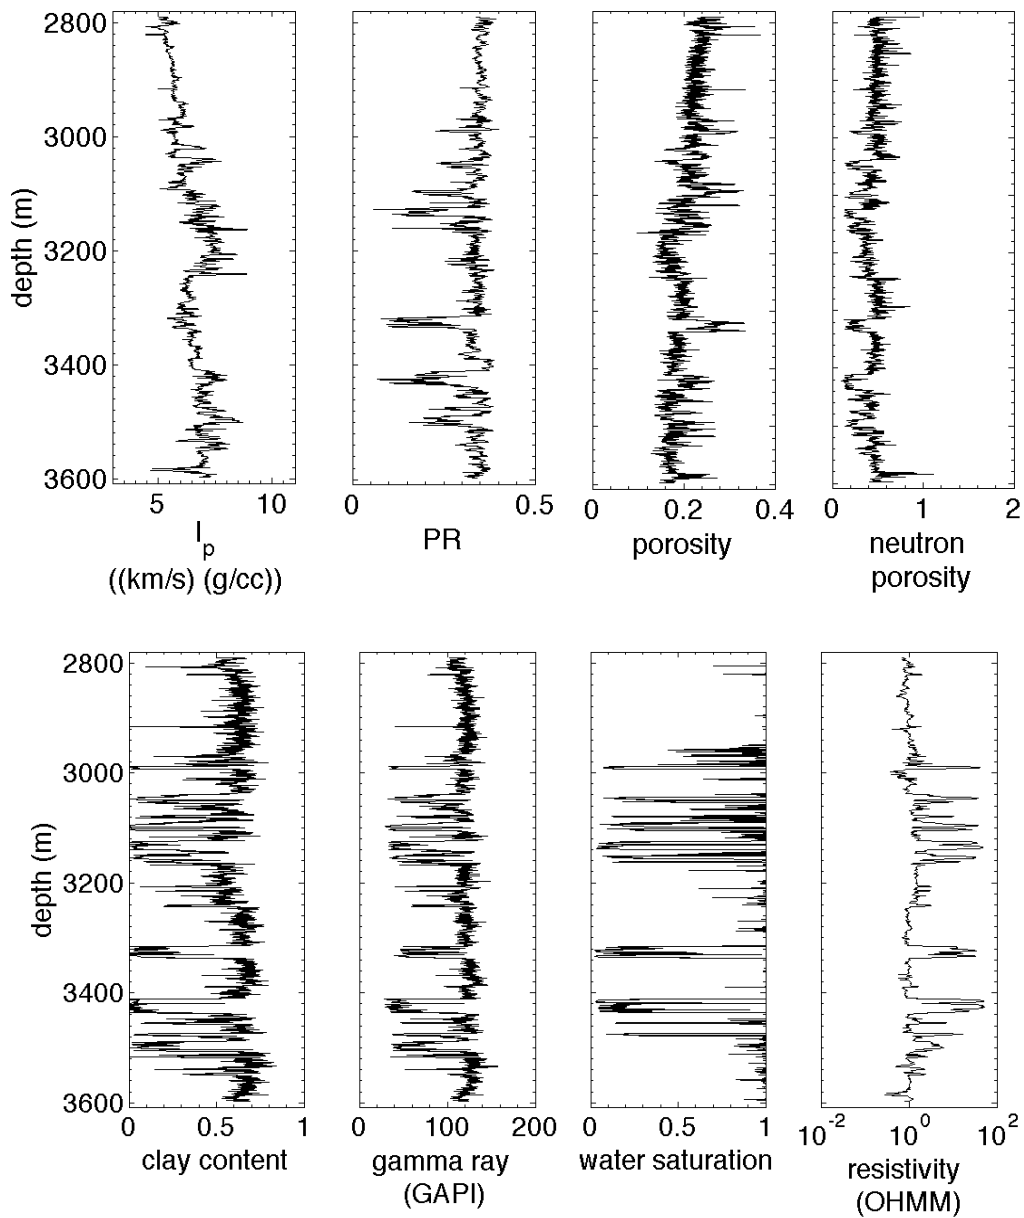 2800
3000
3200
3400
3600
depth (m)
5 10
0 0.5
0 0.2 0.4
0 1 2
I_p
((km/s) (g/cc))
PR
porosity
neutron
porosity
2800
3000
3200
3400
3600
depth (m)
0 0.5 1
0 100 200
0 1
10^-2 10^0 10^2
clay content
gamma ray
(GAPI)
water saturation
resistivity
(OHMM)